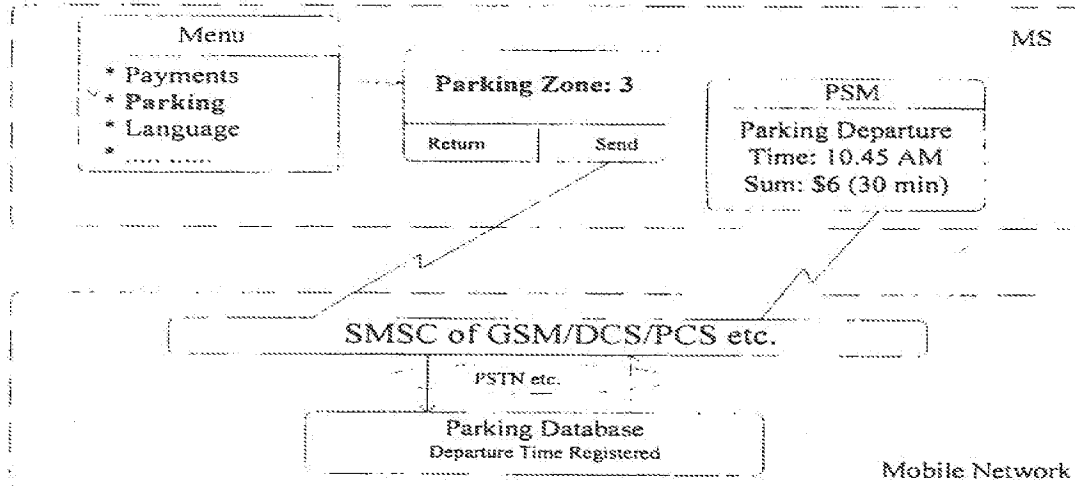 Menu
* Payments
* Parking
* Language
* ..... ......
Parking Zone: 3
Return
Send
MS
PSM
Parking Departure
Time: 10.45 AM
Sum: $6 (30 min)
SMSC of GSM/DCS/PCS etc.
PSTN etc.
Parking Database
Departure Time Registered
Mobile Network